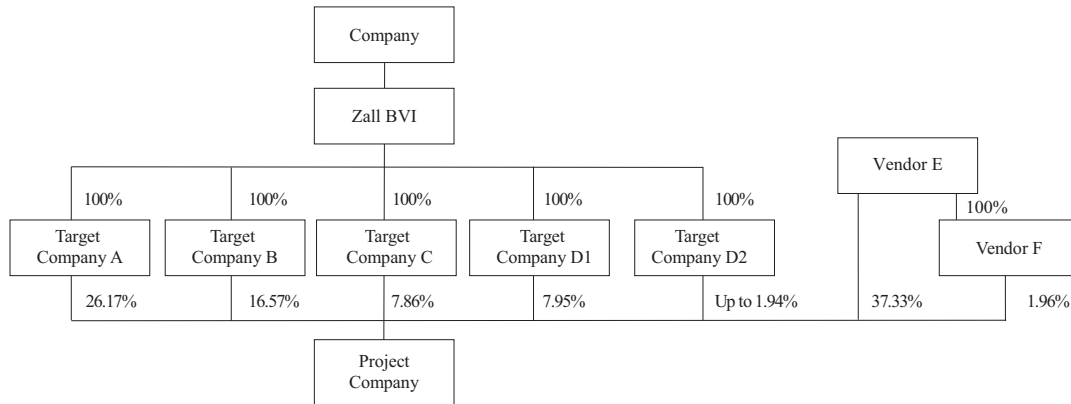 Company
Zall BVI
Vendor E
100%
100%
100%
100%
100%
100%
Target
Company A
Target
Company B
Target
Company C
Target
Company D1
Target
Company D2
Vendor F
26.17%
16.57%
7.86%
7.95%
Up to 1.94%
37.33%
1.96%
Project
Company